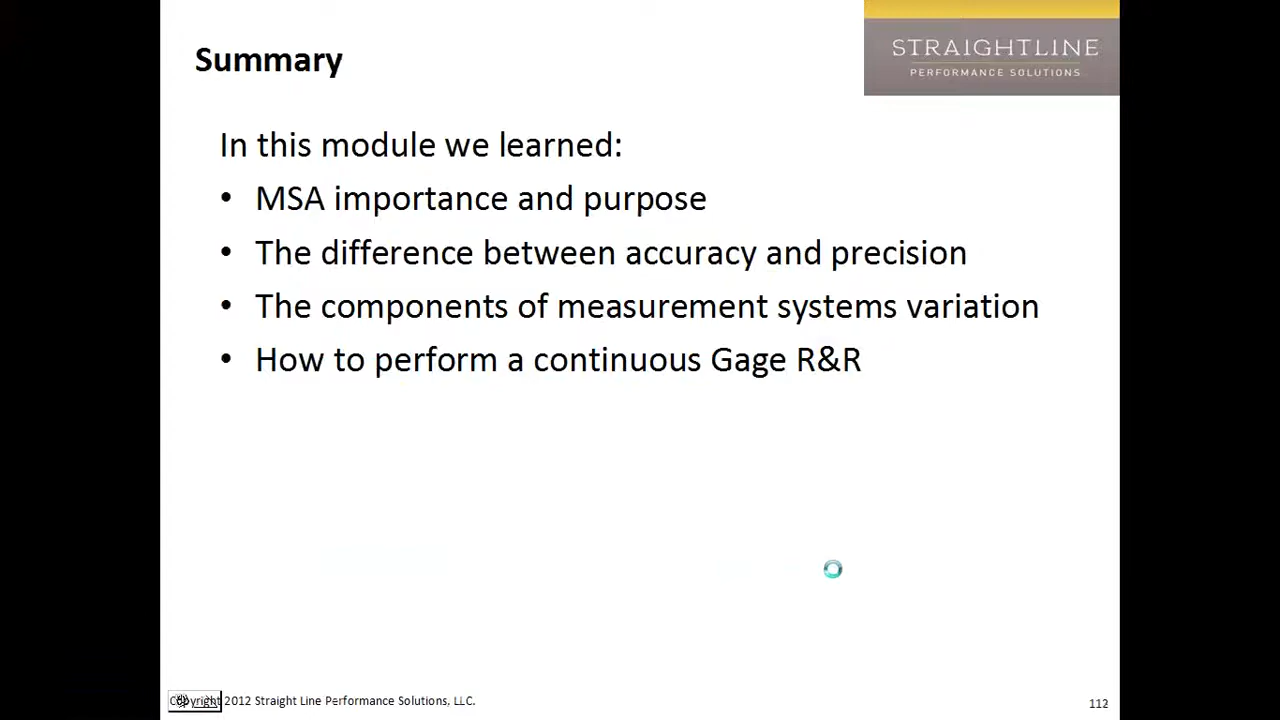 Summary
STRAIGHTLINE
PERFORMANCE SOLUTIONS
In this module we learned:
• MSA importance and purpose
• The difference between accuracy and precision
• The components of measurement systems variation
• How to perform a continuous Gage R&R
Copyright 2012 Straight Line Performance Solutions, LLC.
112